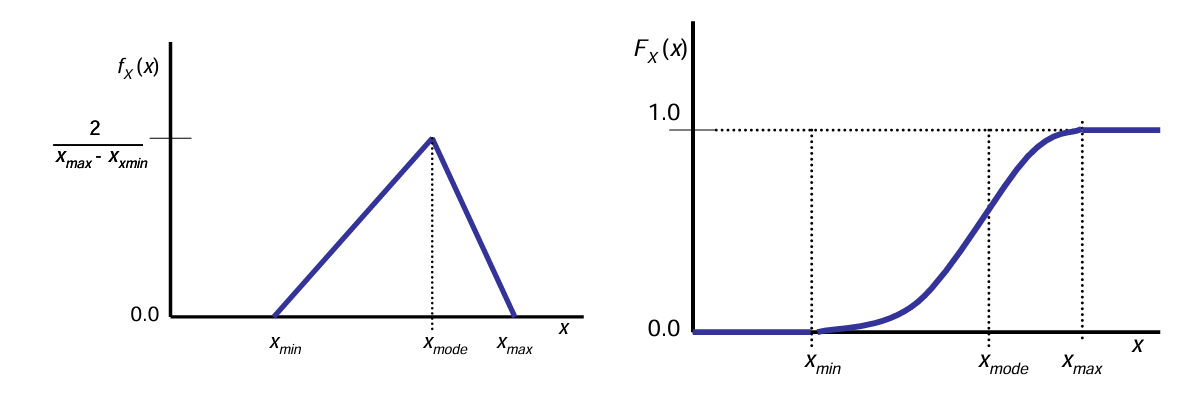 f_X(x)
2
x_max - x_xmin
0.0
x_min x_mode x_max x
F_X(x)
1.0
0.0
x_min x_mode x_max x